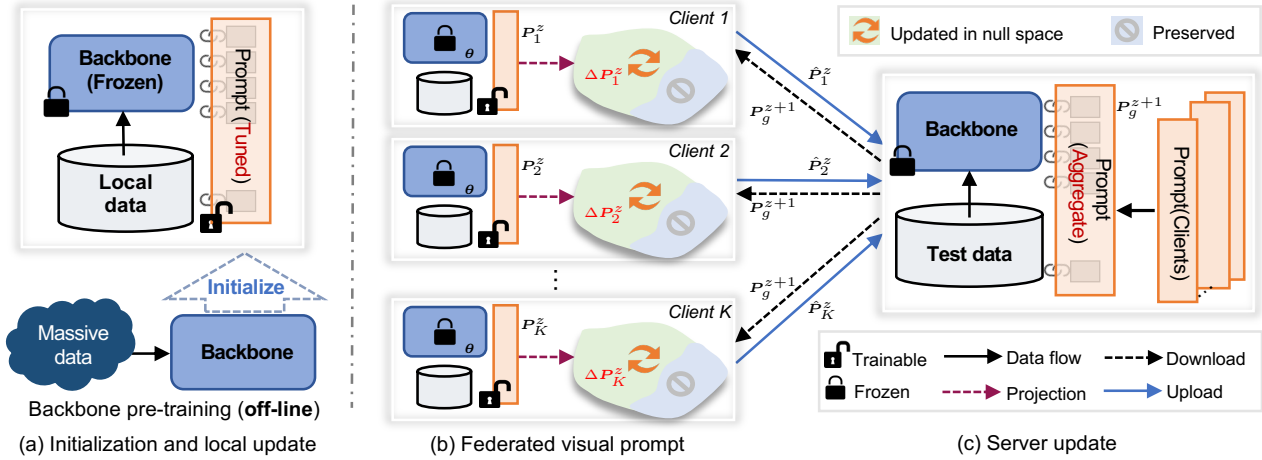 Backbone
(Frozen)
Prompt (Tuned)
Local
data
Initialize
Massive
data
Backbone
Backbone pre-training (off-line)
(a) Initialization and local update
Client 1
θ
P_1^z
ΔP_1^z
Client 2
θ
P_2^z
ΔP_2^z
⋮
Client K
θ
P_K^z
ΔP_K^z
(b) Federated visual prompt
P̂_1^z
P_g^{z+1}
P̂_2^z
P_g^{z+1}
P_g^{z+1}
P̂_K^z
Updated in null space
Preserved
Backbone
P_g^{z+1}
Prompt
(Aggregate)
Prompt(Clients)
...
Test data
Trainable
Data flow
Download
Frozen
Projection
Upload
(c) Server update